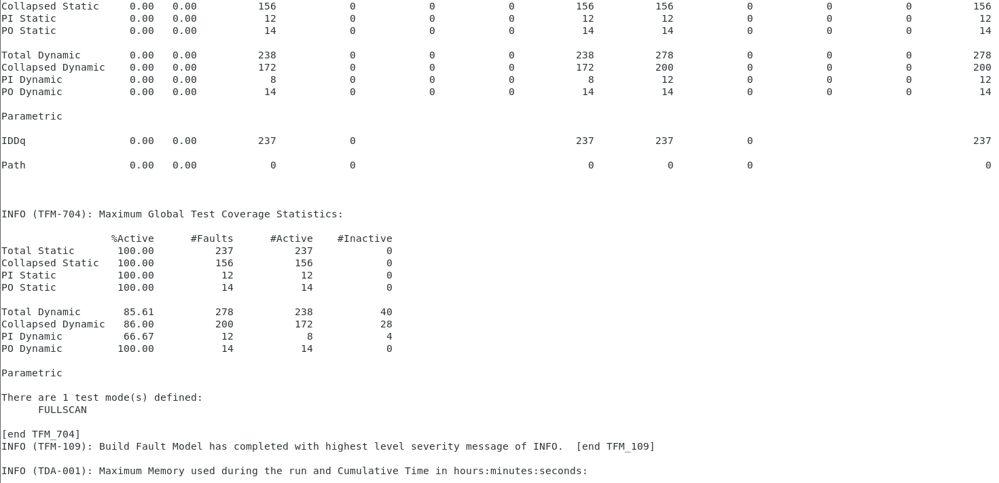 Collapsed Static 0.00 0.00 156 0 0 0 156 156 0 0 0 156
PI Static 0.00 0.00 12 0 0 0 12 12 0 0 0 12
PO Static 0.00 0.00 14 0 0 0 14 14 0 0 0 14
Total Dynamic 0.00 0.00 238 0 0 0 238 278 0 0 0 278
Collapsed Dynamic 0.00 0.00 172 0 0 0 172 200 0 0 0 200
PI Dynamic 0.00 0.00 8 0 0 0 8 12 0 0 0 12
PO Dynamic 0.00 0.00 14 0 0 0 14 14 0 0 0 14
Parametric
IDDq 0.00 0.00 237 0 237 237 0 237
Path 0.00 0.00 0 0 0 0 0 0
INFO (TFM-704): Maximum Global Test Coverage Statistics:
%Active #Faults #Active #Inactive
Total Static 100.00 237 237 0
Collapsed Static 100.00 156 156 0
PI Static 100.00 12 12 0
PO Static 100.00 14 14 0
Total Dynamic 85.61 278 238 40
Collapsed Dynamic 86.00 200 172 28
PI Dynamic 66.67 12 8 4
PO Dynamic 100.00 14 14 0
Parametric
There are 1 test mode(s) defined:
FULLSCAN
[end TFM_704]
INFO (TFM-109): Build Fault Model has completed with highest level severity message of INFO. [end TFM_109]
INFO (TDA-001): Maximum Memory used during the run and Cumulative Time in hours:minutes:seconds: